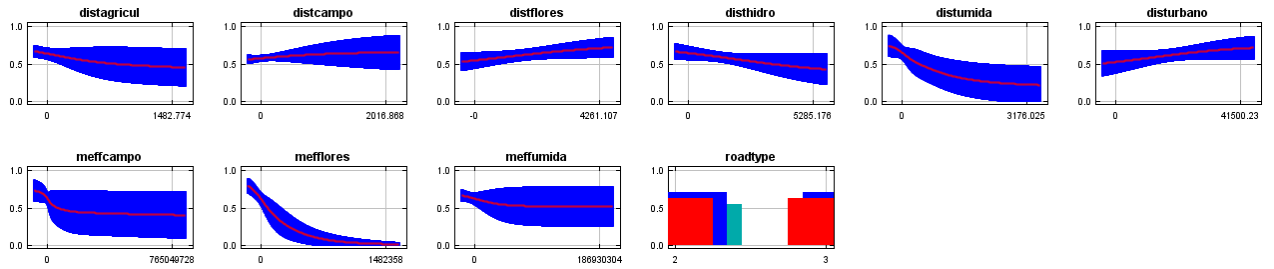 distagricul distcampo distflores disthidro distumida disturbano
1.0 1.0 1.0 1.0 1.0 1.0
0.5 0.5 0.5 0.5 0.5 0.5
0.0 0.0 0.0 0.0 0.0 0.0
0 1482.774 0 2016.868 -0 4261.107 0 5285.176 0 3176.025 0 41500.23
meffcampo mefflores meffumida roadtype
1.0 1.0 1.0 1.0
0.5 0.5 0.5 0.5
0.0 0.0 0.0 0.0
0 765049728 0 1482358 0 186930304 2 3